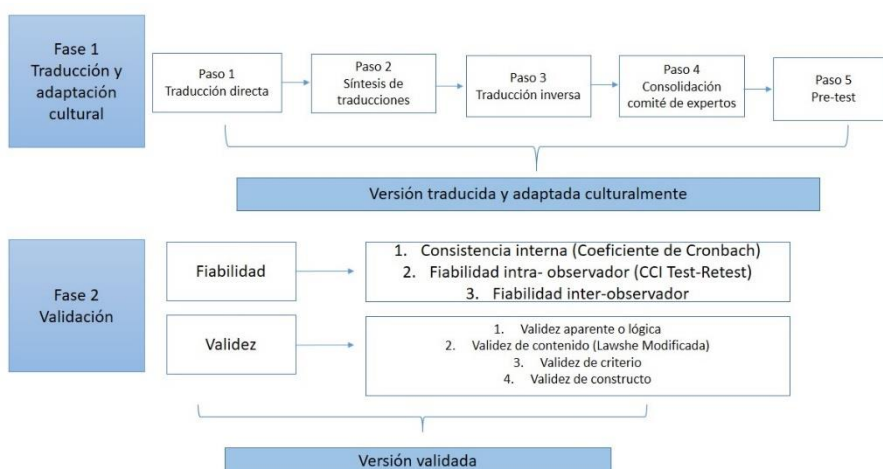 Fase 1
Traducción y
adaptación
cultural
Paso 1
Traducción directa
Paso 2
Síntesis de
traducciones
Paso 3
Traducción inversa
Paso 4
Consolidación
comité de expertos
Paso 5
Pre-test
Versión traducida y adaptada culturalmente
Fase 2
Validación
Fiabilidad
1. Consistencia interna (Coeficiente de Cronbach)
2. Fiabilidad intra- observador (CCI Test-Retest)
3. Fiabilidad inter-observador
Validez
1. Validez aparente o lógica
2. Validez de contenido (Lawshe Modificada)
3. Validez de criterio
4. Validez de constructo
Versión validada